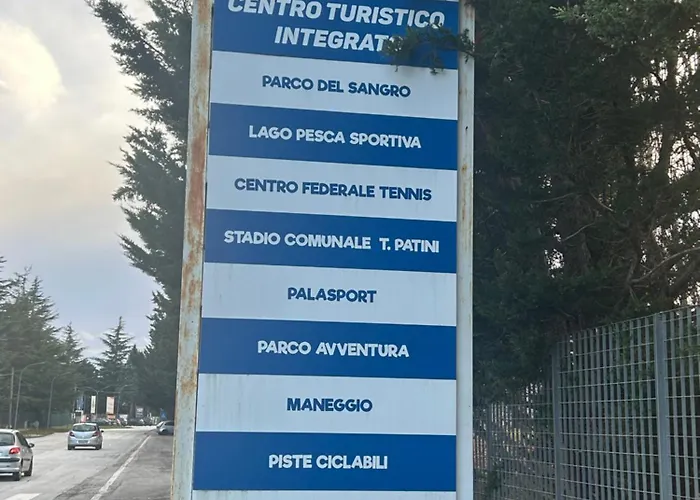 CENTRO TURISTICO
INTEGRATO
PARCO DEL SANGRO
LAGO PESCA SPORTIVA
CENTRO FEDERALE TENNIS
STADIO COMUNALE T. PATINI
PALASPORT
PARCO AVVENTURA
MANEGGIO
PISTE CICLABILI